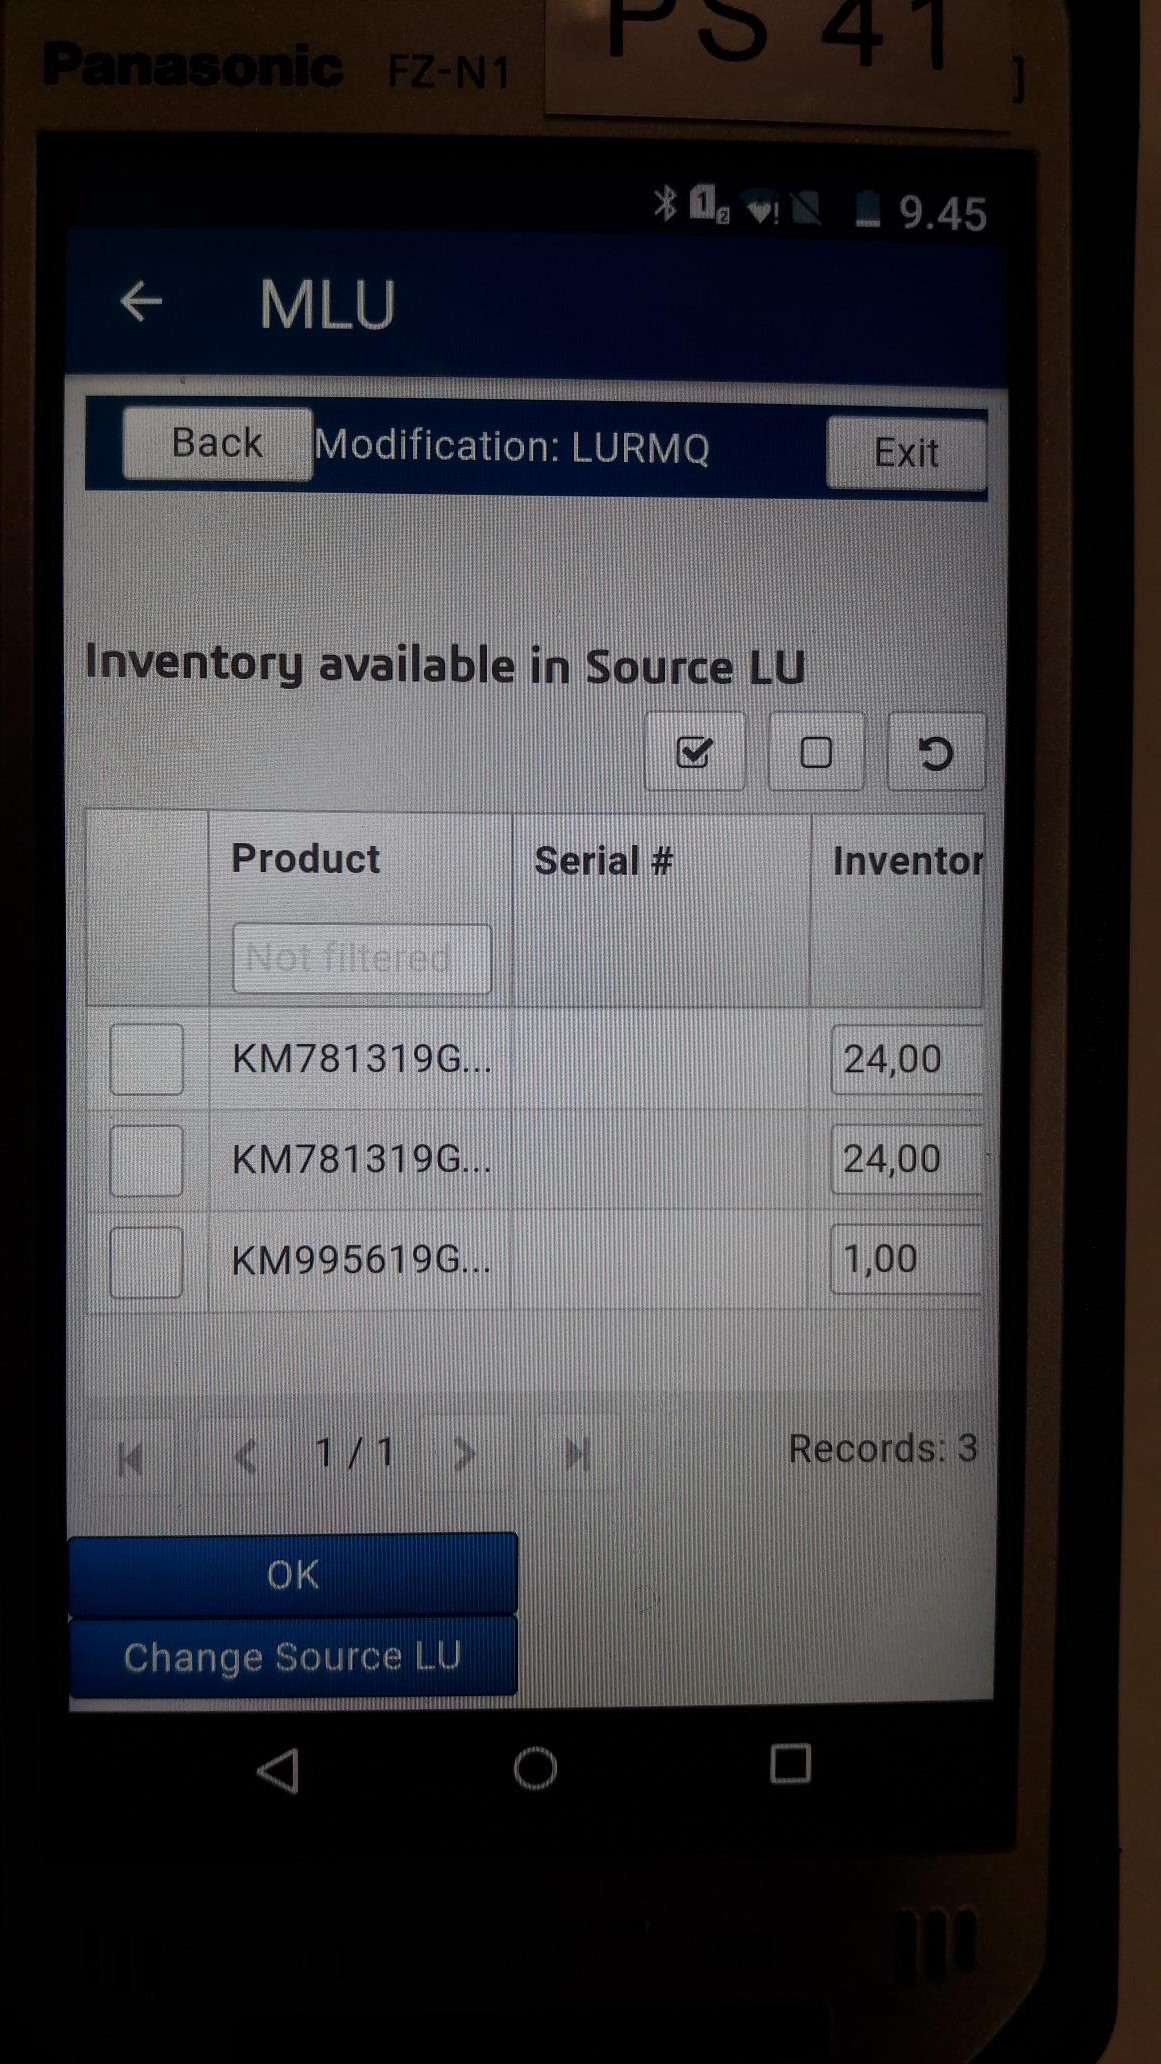 PS 41
Panasonic FZ-N1
9.45
MLU
Back Modification: LURMQ Exit
Inventory available in Source LU
Product Serial # Inventor
Not filtered
KM781319G... 24,00
KM781319G... 24,00
KM995619G... 1,00
1 / 1 Records: 3
OK
Change Source LU